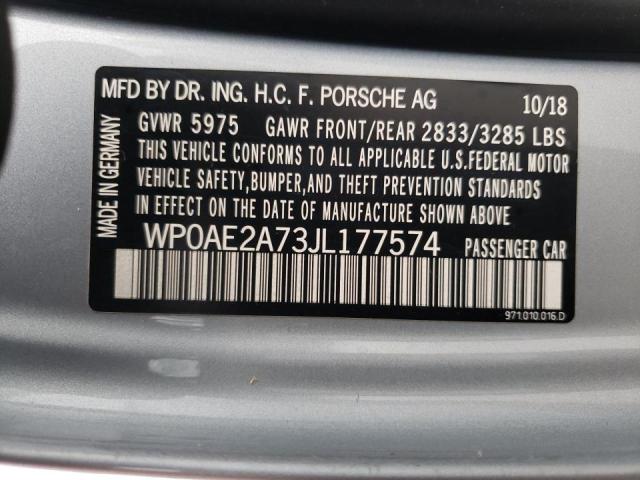 MFD BY DR. ING. H.C. F. PORSCHE AG 10/18
GVWR 5975 GAWR FRONT/REAR 2833/3285 LBS
THIS VEHICLE CONFORMS TO ALL APPLICABLE U.S.FEDERAL MOTOR
VEHICLE SAFETY,BUMPER,AND THEFT PREVENTION STANDARDS
IN EFFECT ON THE DATE OF MANUFACTURE SHOWN ABOVE
WP0AE2A73JL177574 PASSENGER CAR
MADE IN GERMANY
971.010.016.D